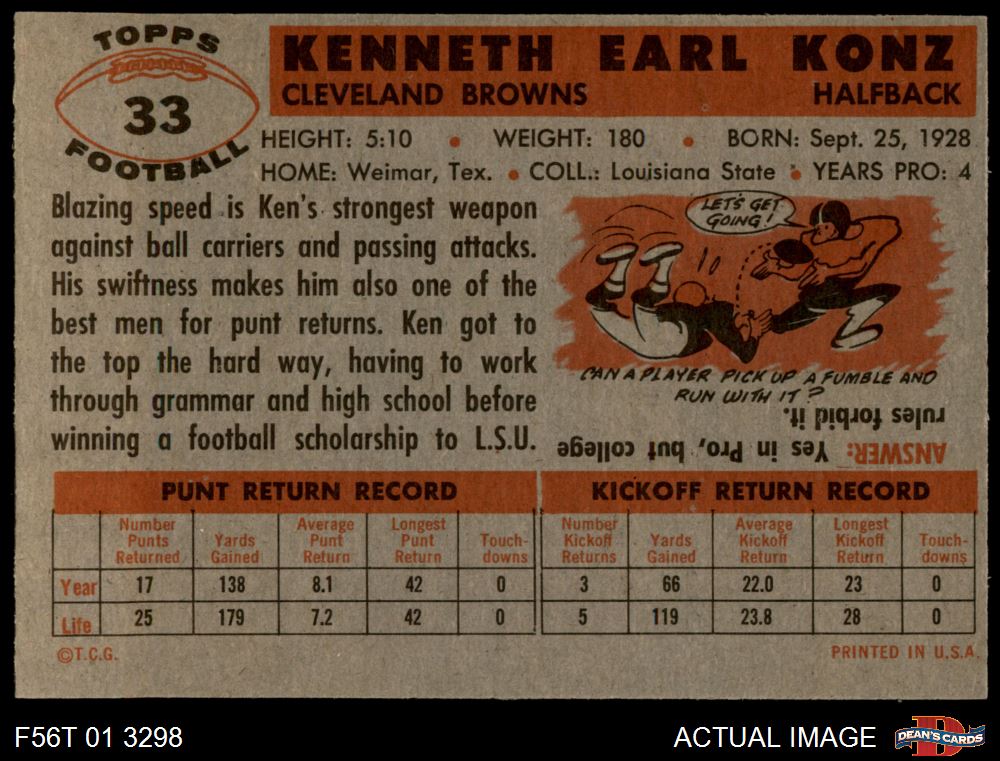 TOPPS
33
FOOTBALL
KENNETH EARL KONZ
CLEVELAND BROWNS HALFBACK
HEIGHT: 5:10 • WEIGHT: 180 • BORN: Sept. 25, 1928
HOME: Weimar, Tex. • COLL.: Louisiana State • YEARS PRO: 4
Blazing speed is Ken's strongest weapon
against ball carriers and passing attacks.
His swiftness makes him also one of the
best men for punt returns. Ken got to
the top the hard way, having to work
through grammar and high school before
winning a football scholarship to L.S.U.
LET'S GET
GOING!
CAN A PLAYER PICK UP A FUMBLE AND
RUN WITH IT?
ANSWER: Yes in Pro, but college
rules forbid it.
PUNT RETURN RECORD
Number Punts Returned Yards Gained Average Punt Return Longest Punt Return Touch-downs
Year 17 138 8.1 42 0
Life 25 179 7.2 42 0
KICKOFF RETURN RECORD
Number Kickoff Returns Yards Gained Average Kickoff Return Longest Kickoff Return Touch-downs
3 66 22.0 23 0
5 119 23.8 28 0
©T.C.G. PRINTED IN U.S.A.
F56T 01 3298 ACTUAL IMAGE DEAN'S CARDS